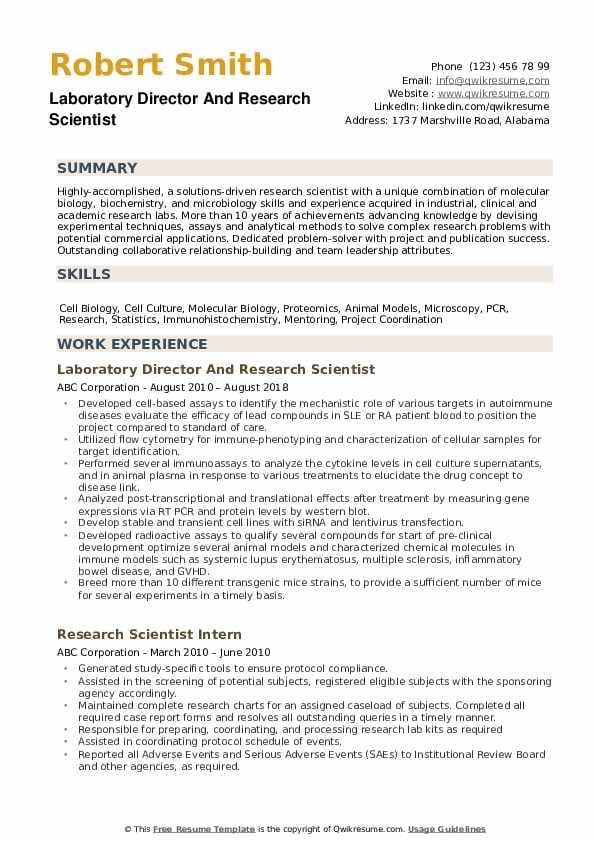 Robert Smith
Laboratory Director And Research
Scientist
Phone (123) 456 78 99
Email: info@qwikresume.com
Website : www.qwikresume.com
LinkedIn: linkedin.com/qwikresume
Address: 1737 Marshville Road, Alabama
SUMMARY
Highly-accomplished, a solutions-driven research scientist with a unique combination of molecular
biology, biochemistry, and microbiology skills and experience acquired in industrial, clinical and
academic research labs. More than 10 years of achievements advancing knowledge by devising
experimental techniques, assays and analytical methods to solve complex research problems with
potential commercial applications. Dedicated problem-solver with project and publication success.
Outstanding collaborative relationship-building and team leadership attributes.
SKILLS
Cell Biology, Cell Culture, Molecular Biology, Proteomics, Animal Models, Microscopy, PCR,
Research, Statistics, Immunohistochemistry, Mentoring, Project Coordination
WORK EXPERIENCE
Laboratory Director And Research Scientist
ABC Corporation - August 2010 – August 2018
• Developed cell-based assays to identify the mechanistic role of various targets in autoimmune
diseases evaluate the efficacy of lead compounds in SLE or RA patient blood to position the
project compared to standard of care.
• Utilized flow cytometry for immune-phenotyping and characterization of cellular samples for
target identification.
• Performed several immunoassays to analyze the cytokine levels in cell culture supernatants,
and in animal plasma in response to various treatments to elucidate the drug concept to
disease link.
• Analyzed post-transcriptional and translational effects after treatment by measuring gene
expressions via RT PCR and protein levels by western blot.
• Develop stable and transient cell lines with siRNA and lentivirus transfection.
• Developed radioactive assays to qualify several compounds for start of pre-clinical
development optimize several animal models and characterized chemical molecules in
immune models such as systemic lupus erythematosus, multiple sclerosis, inflammatory
bowel disease, and GVHD.
• Breed more than 10 different transgenic mice strains, to provide a sufficient number of mice
for several experiments in a timely basis.
Research Scientist Intern
ABC Corporation - March 2010 – June 2010
• Generated study-specific tools to ensure protocol compliance.
• Assisted in the screening of potential subjects, registered eligible subjects with the sponsoring
agency accordingly.
• Maintained complete research charts for an assigned caseload of subjects. Completed all
required case report forms and resolves all outstanding queries in a timely manner.
• Responsible for preparing, coordinating, and processing research lab kits as required
• Assisted in coordinating protocol schedule of events.
• Reported all Adverse Events and Serious Adverse Events (SAEs) to Institutional Review Board
and other agencies, as required.
© This Free Resume Template is the copyright of Qwikresume.com. Usage Guidelines